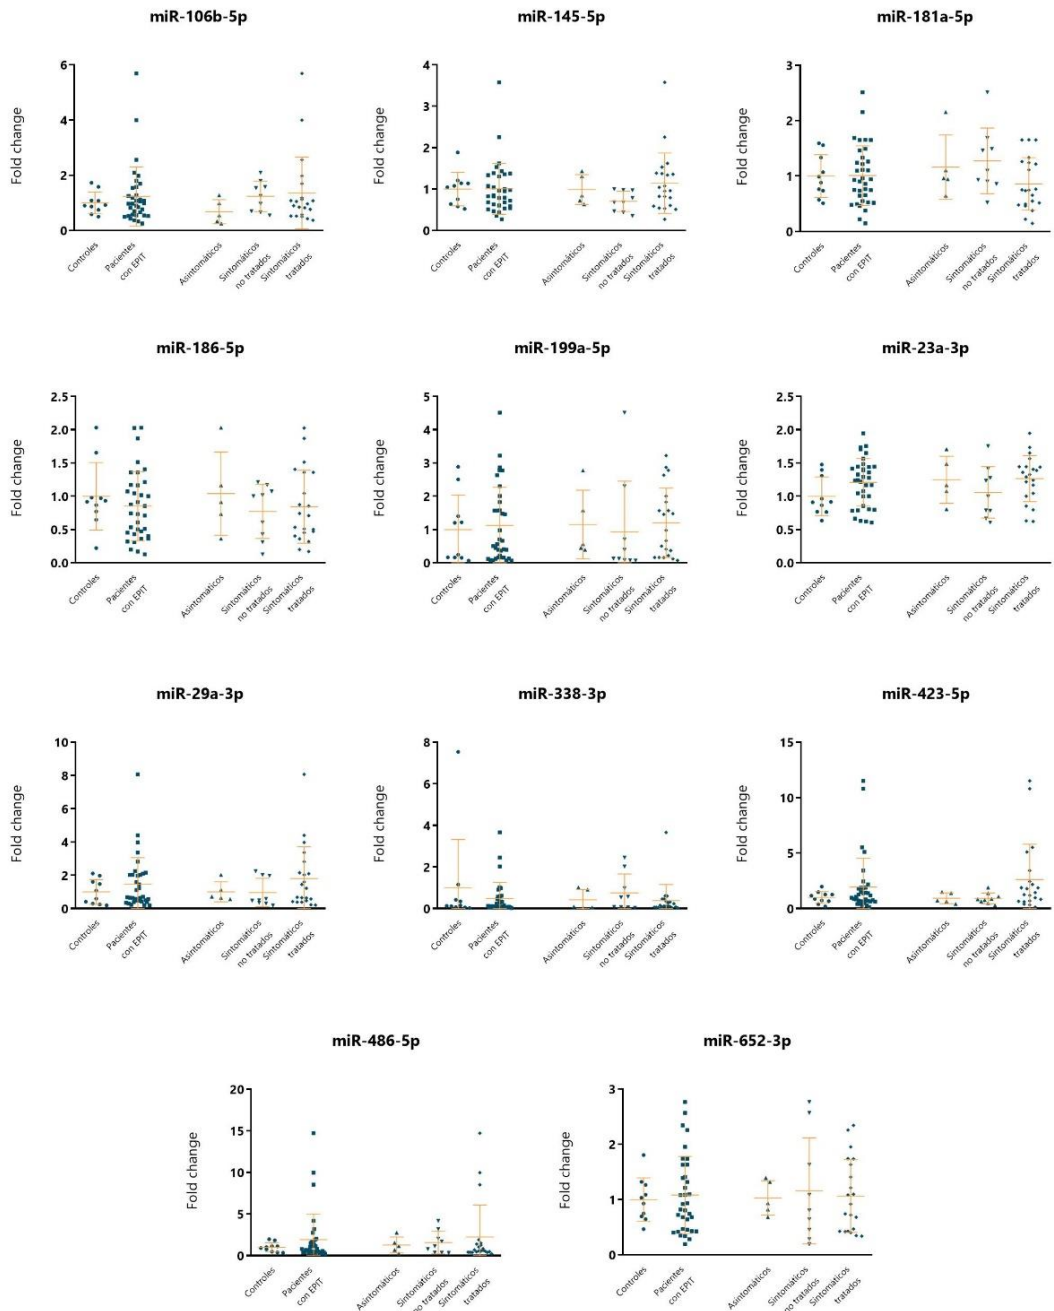 miR-106b-5p
Fold change
6
4
2
0
Controles
Pacientes
con EPIT
Asintomáticos
Sintomáticos
no tratados
Sintomáticos
tratados
miR-145-5p
Fold change
4
3
2
1
0
Controles
Pacientes
con EPIT
Asintomáticos
Sintomáticos
no tratados
Sintomáticos
tratados
miR-181a-5p
Fold change
3
2
1
0
Controles
Pacientes
con EPIT
Asintomáticos
Sintomáticos
no tratados
Sintomáticos
tratados
miR-186-5p
Fold change
2.5
2.0
1.5
1.0
0.5
0.0
Controles
Pacientes
con EPIT
Asintomáticos
Sintomáticos
no tratados
Sintomáticos
tratados
miR-199a-5p
Fold change
5
4
3
2
1
0
Controles
Pacientes
con EPIT
Asintomáticos
Sintomáticos
no tratados
Sintomáticos
tratados
miR-23a-3p
Fold change
2.5
2.0
1.5
1.0
0.5
0.0
Controles
Pacientes
con EPIT
Asintomáticos
Sintomáticos
no tratados
Sintomáticos
tratados
miR-29a-3p
Fold change
10
8
6
4
2
0
Controles
Pacientes
con EPIT
Asintomáticos
Sintomáticos
no tratados
Sintomáticos
tratados
miR-338-3p
Fold change
8
6
4
2
0
Controles
Pacientes
con EPIT
Asintomáticos
Sintomáticos
no tratados
Sintomáticos
tratados
miR-423-5p
Fold change
15
10
5
0
Controles
Pacientes
con EPIT
Asintomáticos
Sintomáticos
no tratados
Sintomáticos
tratados
miR-486-5p
Fold change
20
15
10
5
0
Controles
Pacientes
con EPIT
Asintomáticos
Sintomáticos
no tratados
Sintomáticos
tratados
miR-652-3p
Fold change
3
2
1
0
Controles
Pacientes
con EPIT
Asintomáticos
Sintomáticos
no tratados
Sintomáticos
tratados